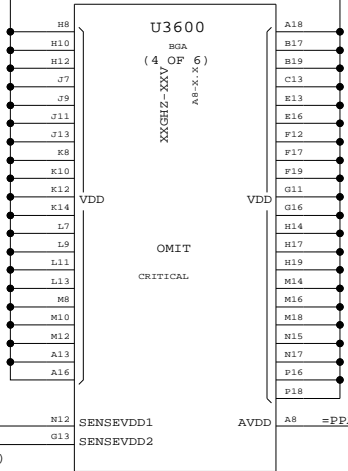 U3600
BGA
(4 OF 6)
XXGHZ-XXV
A8-X.X
H8
H10
H12
J7
J9
J11
J13
K8
K10
K12
K14
L7
L9
L11
L13
M8
M10
M12
A13
A16
VDD
VDD
OMIT
CRITICAL
A18
B17
B19
C13
E13
E16
F12
F17
F19
G11
G16
H14
H17
H19
M14
M16
M18
N15
N17
P16
P18
N12 SENSEVDD1
G13 SENSEVDD2
AVDD A8 =PP
)